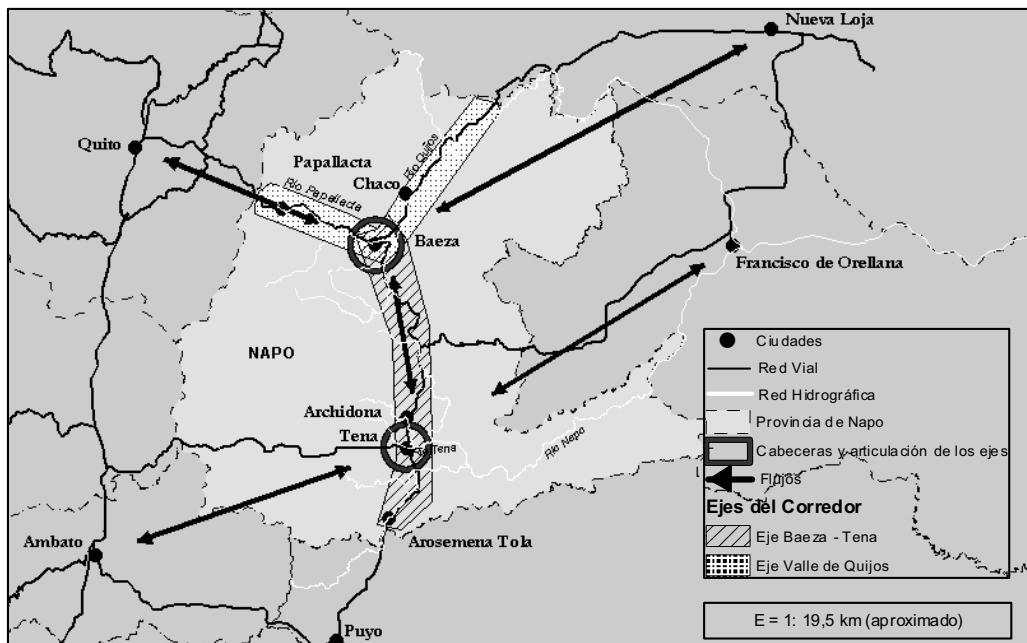 Nueva Loja
Quito
Papallacta
Río Quijos
Chaco
Río Papallacta
Baeza
Francisco de Orellana
NAPO
Archidona
Tena
Río Tena
Río Napo
Arosemena Tola
Ambato
Puyo
Ciudades
Red Vial
Red Hidrográfica
Provincia de Napo
Cabeceras y articulación de los ejes
Flujos
Ejes del Corredor
Eje Baeza - Tena
Eje Valle de Quijos
E = 1: 19,5 km (aproximado)